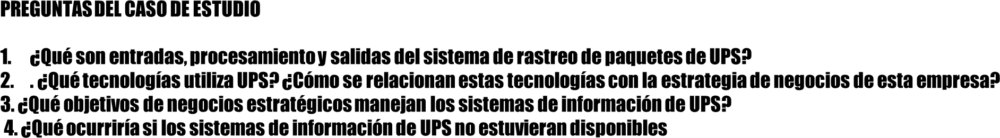 PREGUNTAS DEL CASO DE ESTUDIO
1. ¿Qué son entradas, procesamiento y salidas del sistema de rastreo de paquetes de UPS?
2. . ¿Qué tecnologías utiliza UPS? ¿Cómo se relacionan estas tecnologías con la estrategia de negocios de esta empresa?
3. ¿Qué objetivos de negocios estratégicos manejan los sistemas de información de UPS?
4. ¿Qué ocurriría si los sistemas de información de UPS no estuvieran disponibles